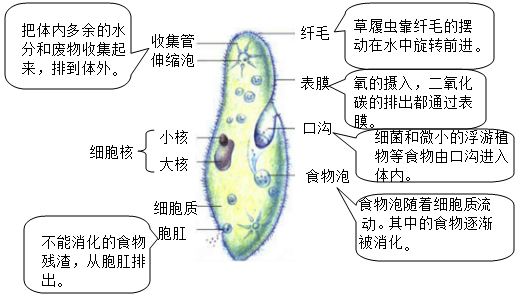 把体内多余的水
分和废物收集起
来，排到体外。
收集管
伸缩泡
细胞核
小核
大核
细胞质
胞肛
不能消化的食物
残渣，从胞肛排
出。
纤毛
草履虫靠纤毛的摆
动在水中旋转前进。
表膜
氧的摄入，二氧化
碳的排出都通过表
膜。
口沟
细菌和微小的浮游植
物等食物由口沟进入
体内。
食物泡
食物泡随着细胞质流
动。其中的食物逐渐
被消化。